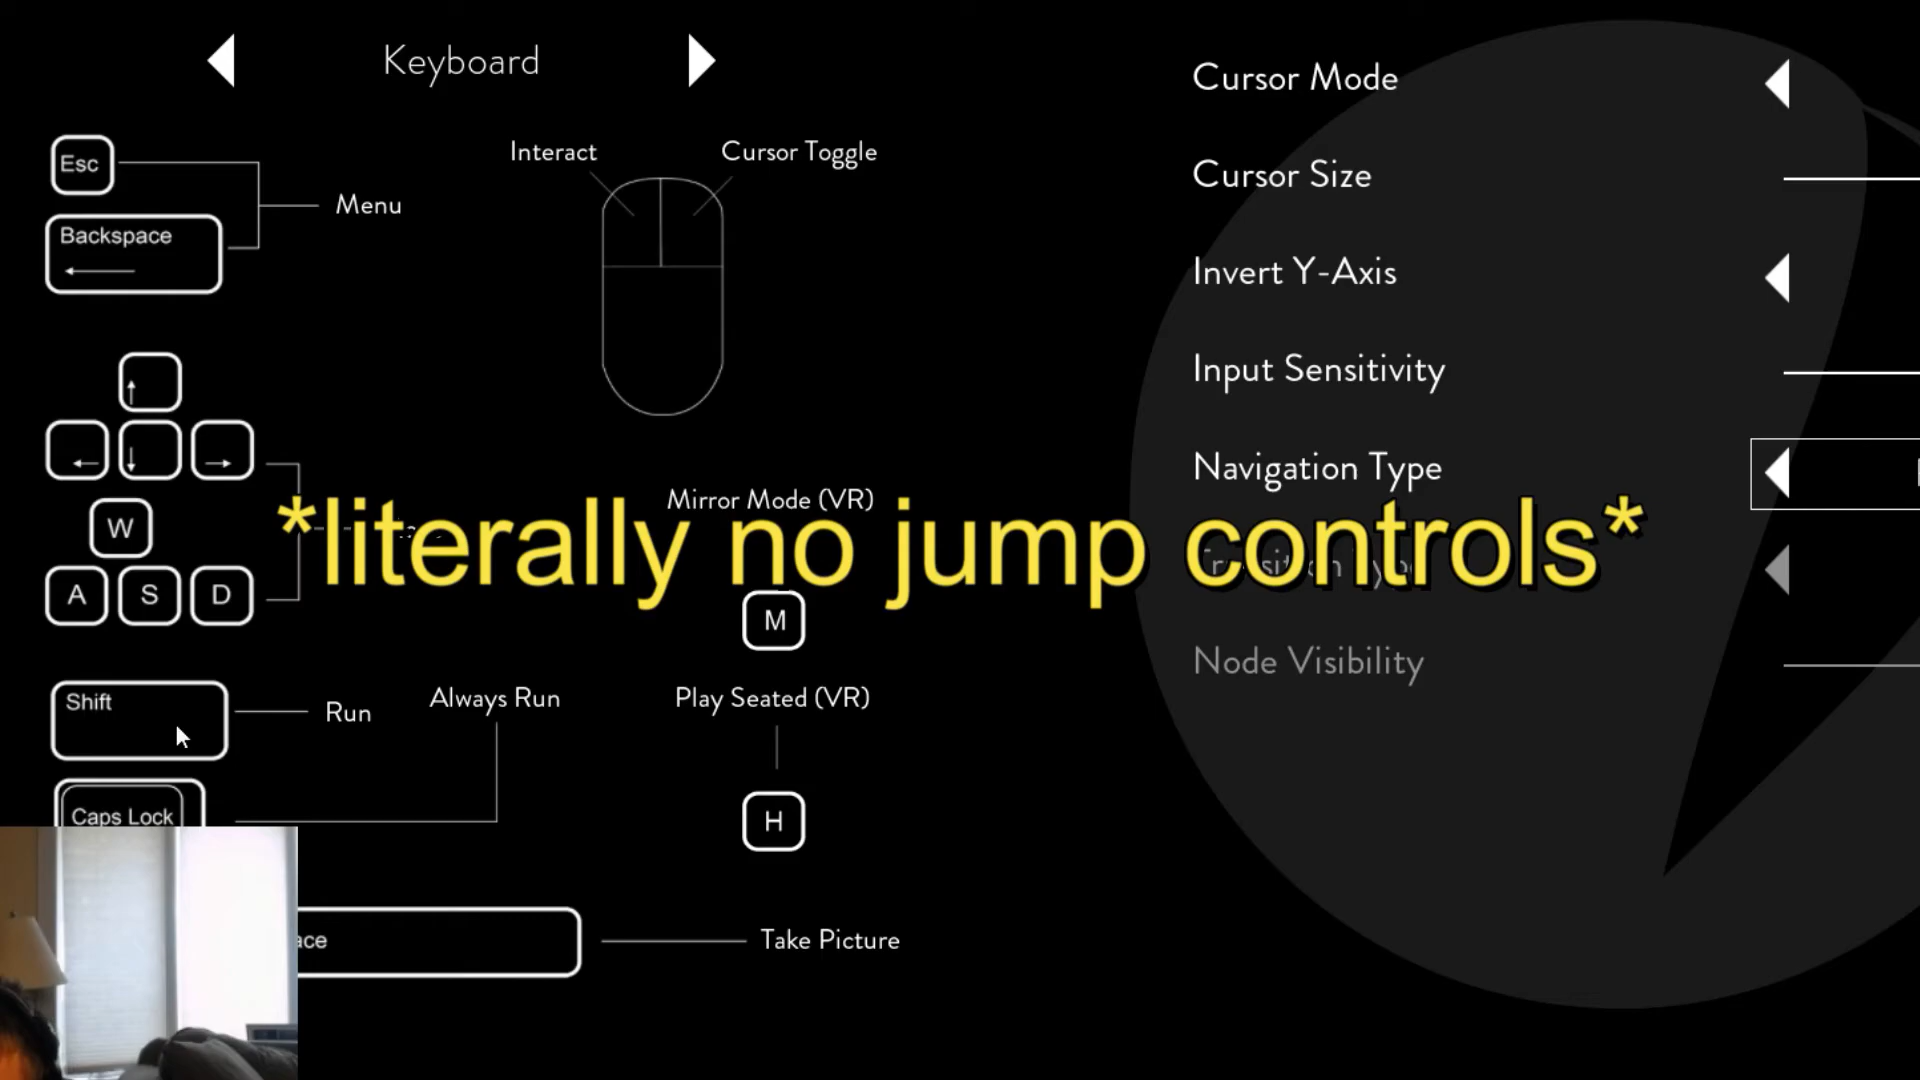 Keyboard
Cursor Mode
Esc
Interact
Cursor Toggle
Cursor Size
Menu
Backspace
Invert Y-Axis
Input Sensitivity
Navigation Type
Mirror Mode (VR)
W
*literally no jump controls*
A
S
D
M
Node Visibility
Shift
Run
Always Run
Play Seated (VR)
Caps Lock
H
ace
Take Picture